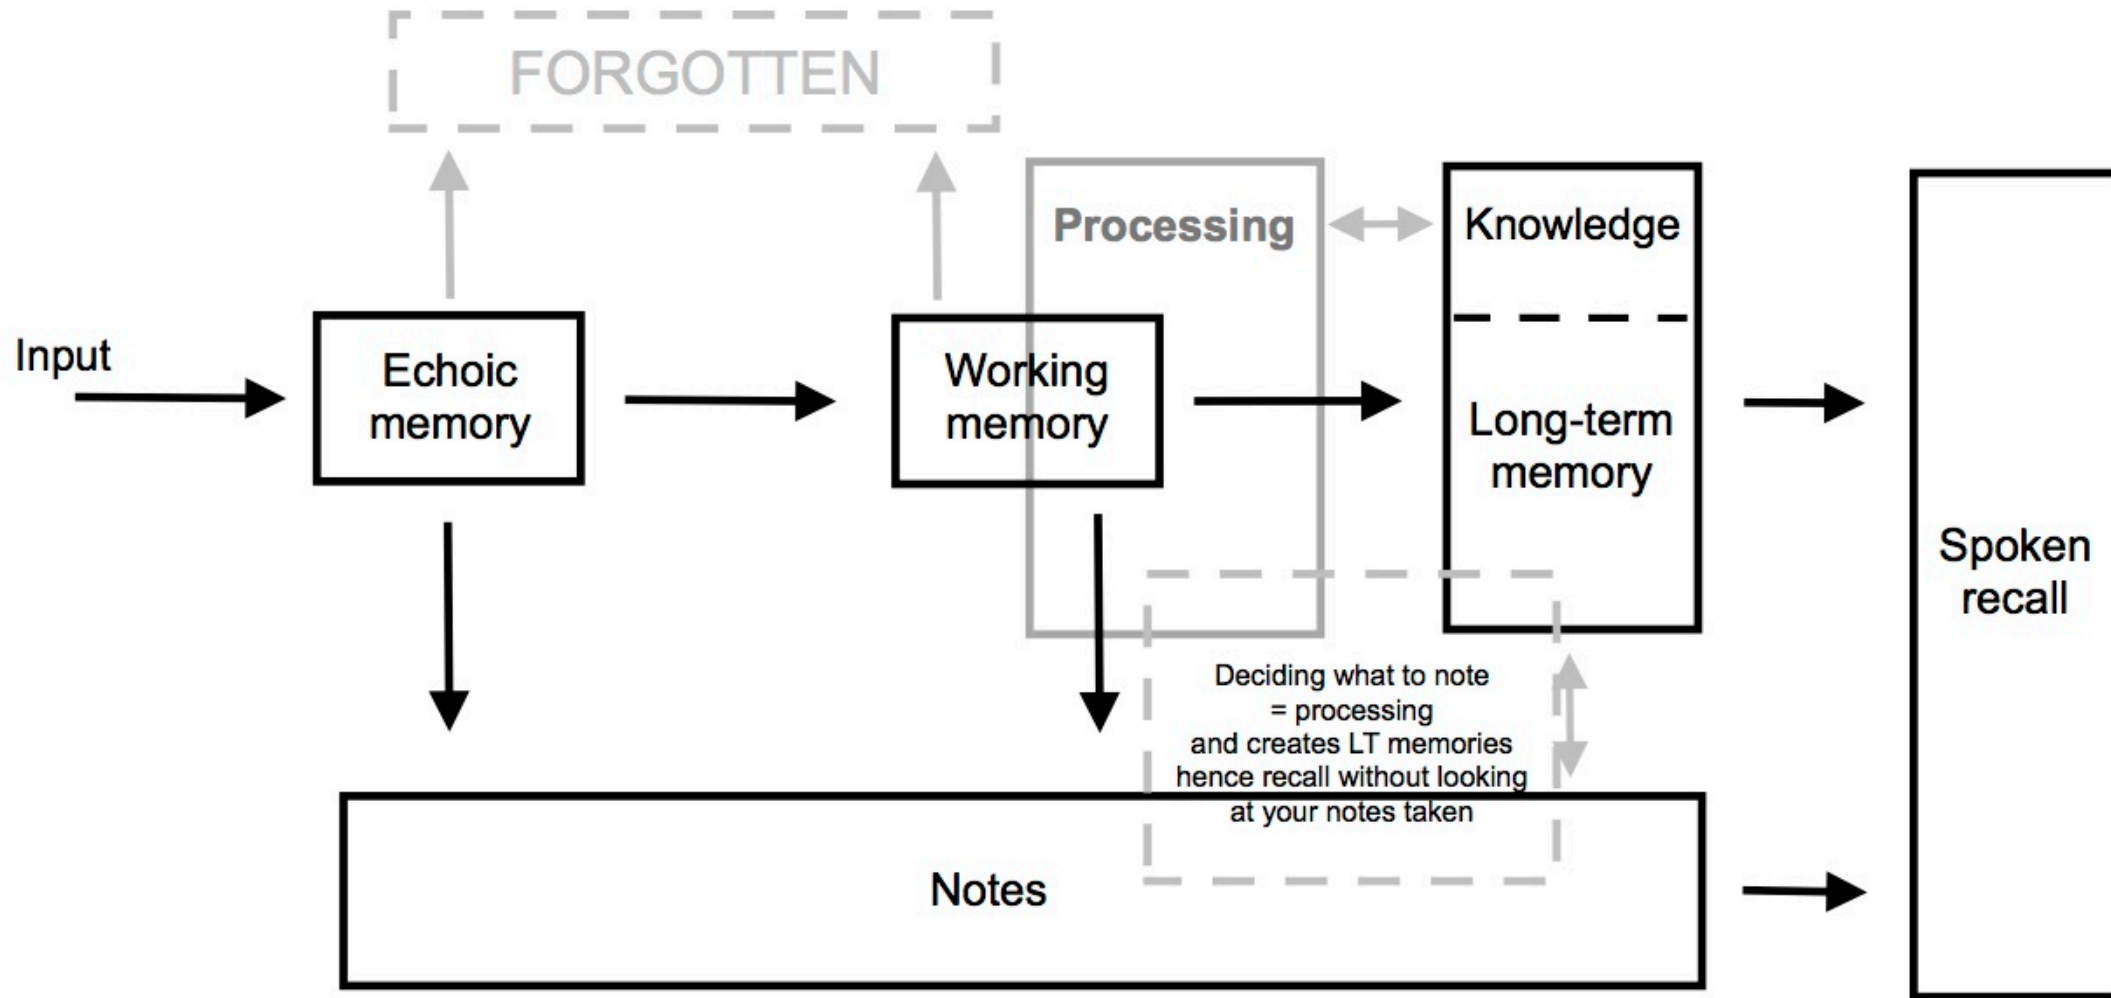 FORGOTTEN
Processing
Knowledge
Input
Echoic
memory
Working
memory
Long-term
memory
Spoken
recall
Deciding what to note
= processing
and creates LT memories
hence recall without looking
at your notes taken
Notes